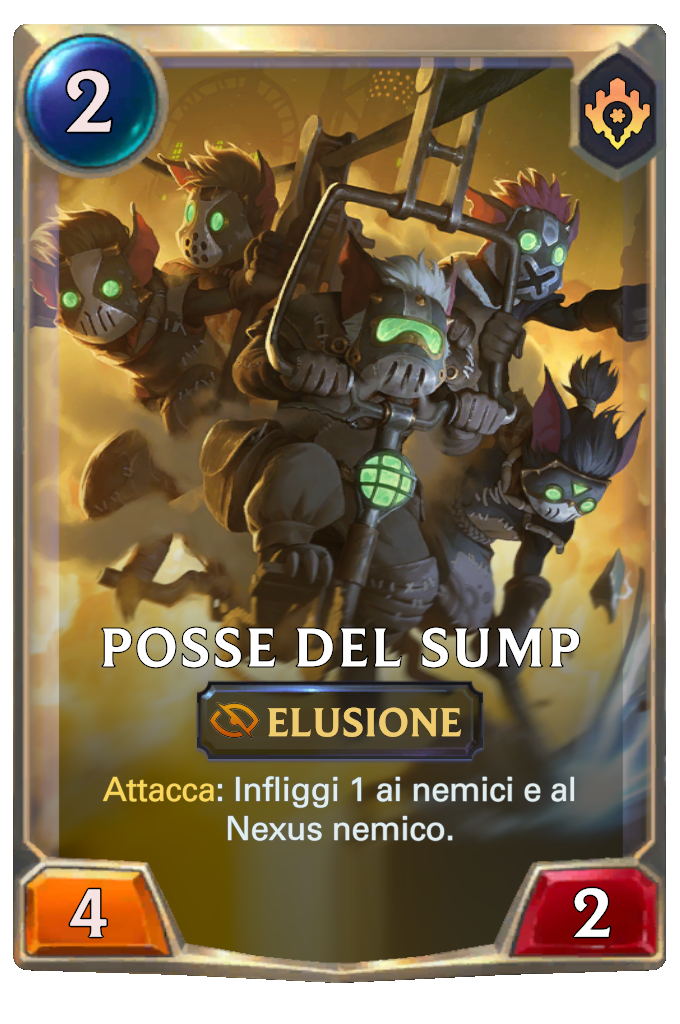 2
POSSE DEL SUMP
ELUSIONE
Attacca: Infliggi 1 ai nemici e al
Nexus nemico.
4
2